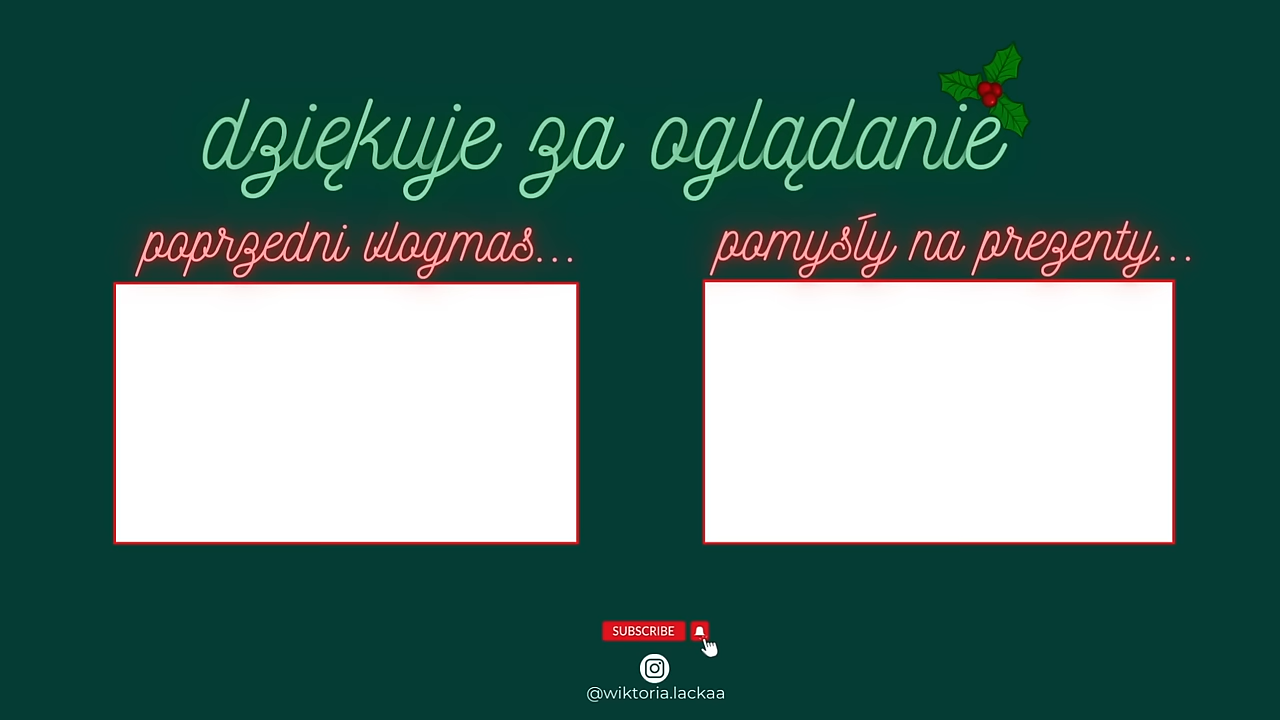 dziękuje za oglądanie
poprzedni vlogmas...
pomysły na prezenty...
SUBSCRIBE
@wiktoria.lackaa